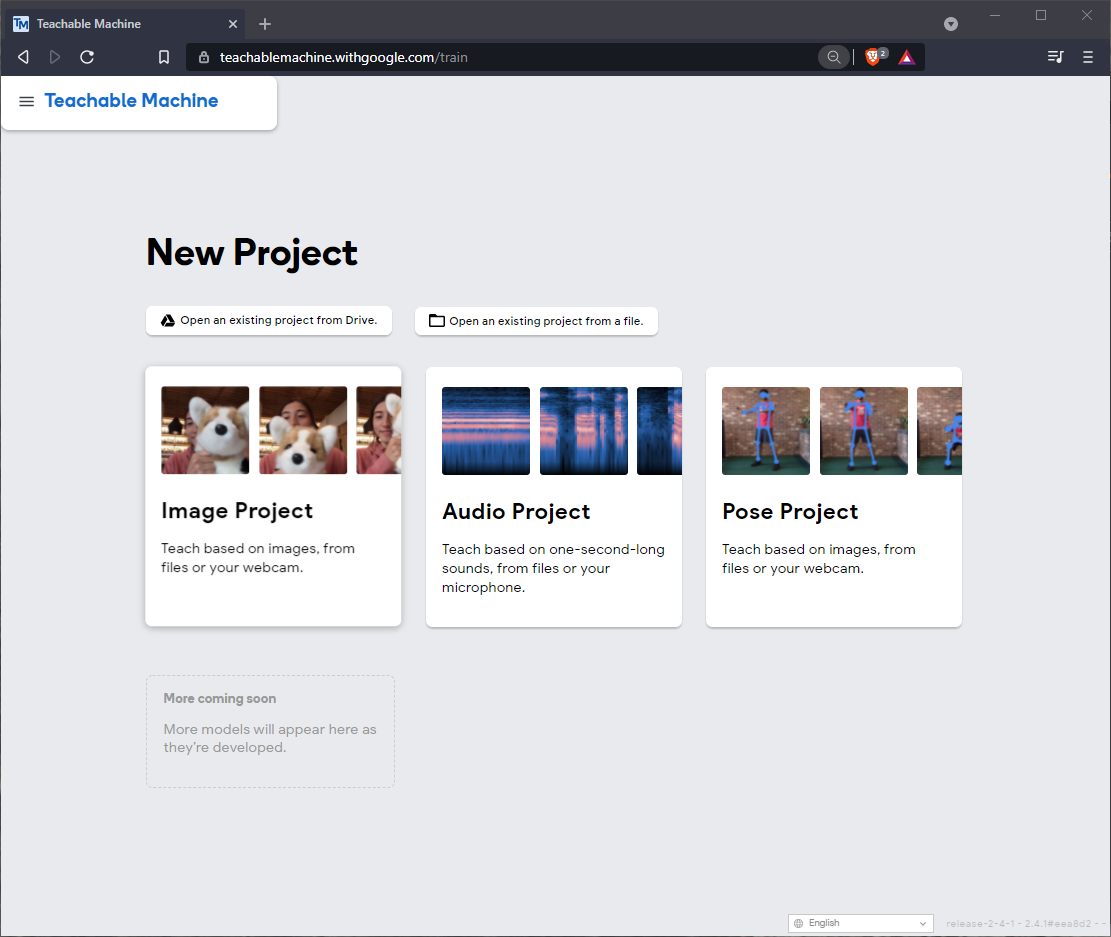 TM Teachable Machine
teachablemachine.withgoogle.com/train
2
Teachable Machine
New Project
Open an existing project from Drive.
Open an existing project from a file.
Image Project
Teach based on images, from
files or your webcam.
Audio Project
Teach based on one-second-long
sounds, from files or your
microphone.
Pose Project
Teach based on images, from
files or your webcam.
More coming soon
More models will appear here as
they're developed.
English
release-2-4-1 - 2.4.1#eea8d2 - -